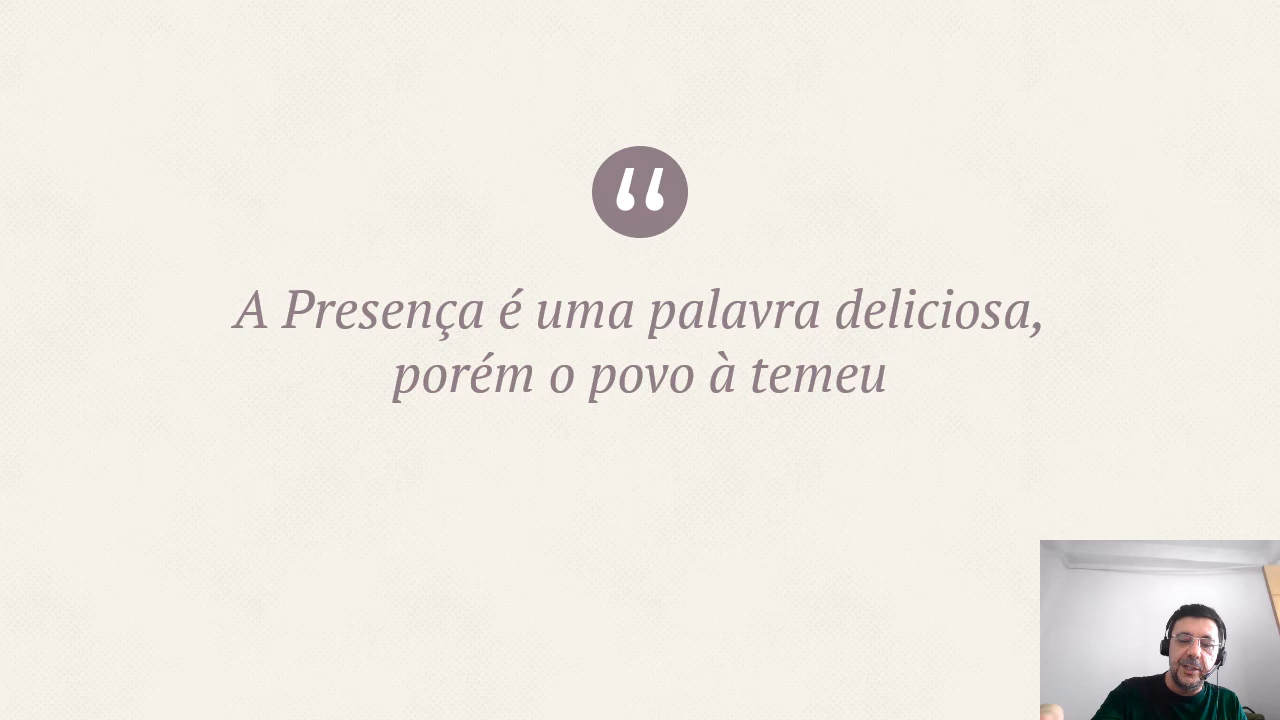 “
A Presença é uma palavra deliciosa,
porém o povo à temeu